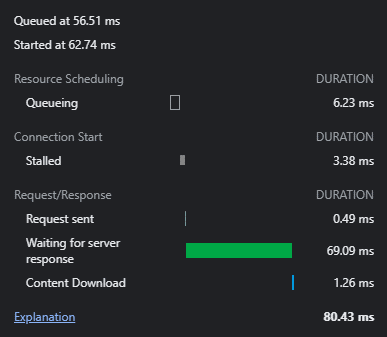 Queued at 56.51 ms
Started at 62.74 ms
Resource Scheduling DURATION
Queueing 6.23 ms
Connection Start DURATION
Stalled 3.38 ms
Request/Response DURATION
Request sent 0.49 ms
Waiting for server
response 69.09 ms
Content Download 1.26 ms
Explanation 80.43 ms